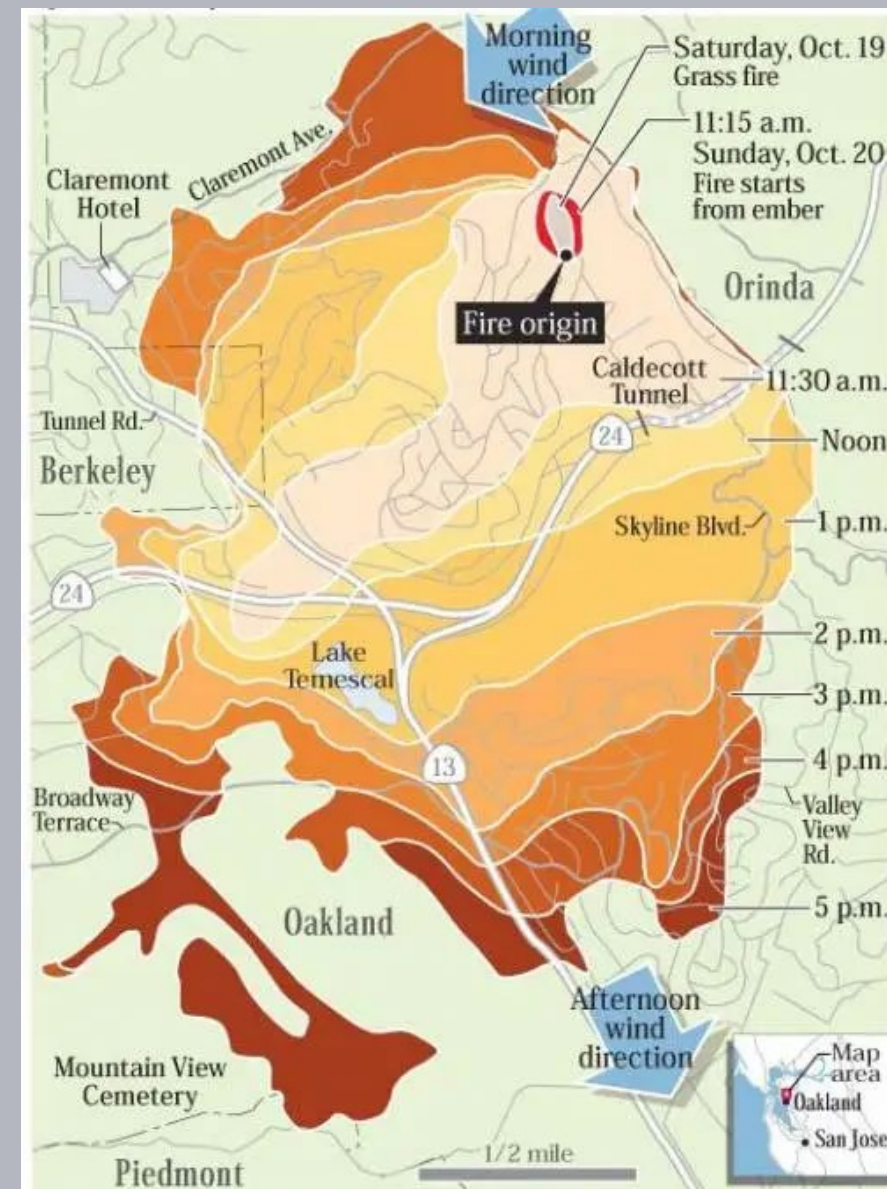 Morning
wind
direction
Saturday, Oct. 19
Grass fire
11:15 a.m.
Sunday, Oct. 20
Fire starts
from ember
Claremont Ave.
Claremont
Hotel
Orinda
Fire origin
Caldecott
Tunnel
11:30 a.m.
Tunnel Rd.
24
Noon
Berkeley
Skyline Blvd.
1 p.m.
24
2 p.m.
Lake
Temescal
3 p.m.
13
4 p.m.
Broadway
Terrace
Valley
View
Rd.
Oakland
5 p.m.
Afternoon
wind
direction
Mountain View
Cemetery
Map
area
Oakland
San Jose
1/2 mile
Piedmont